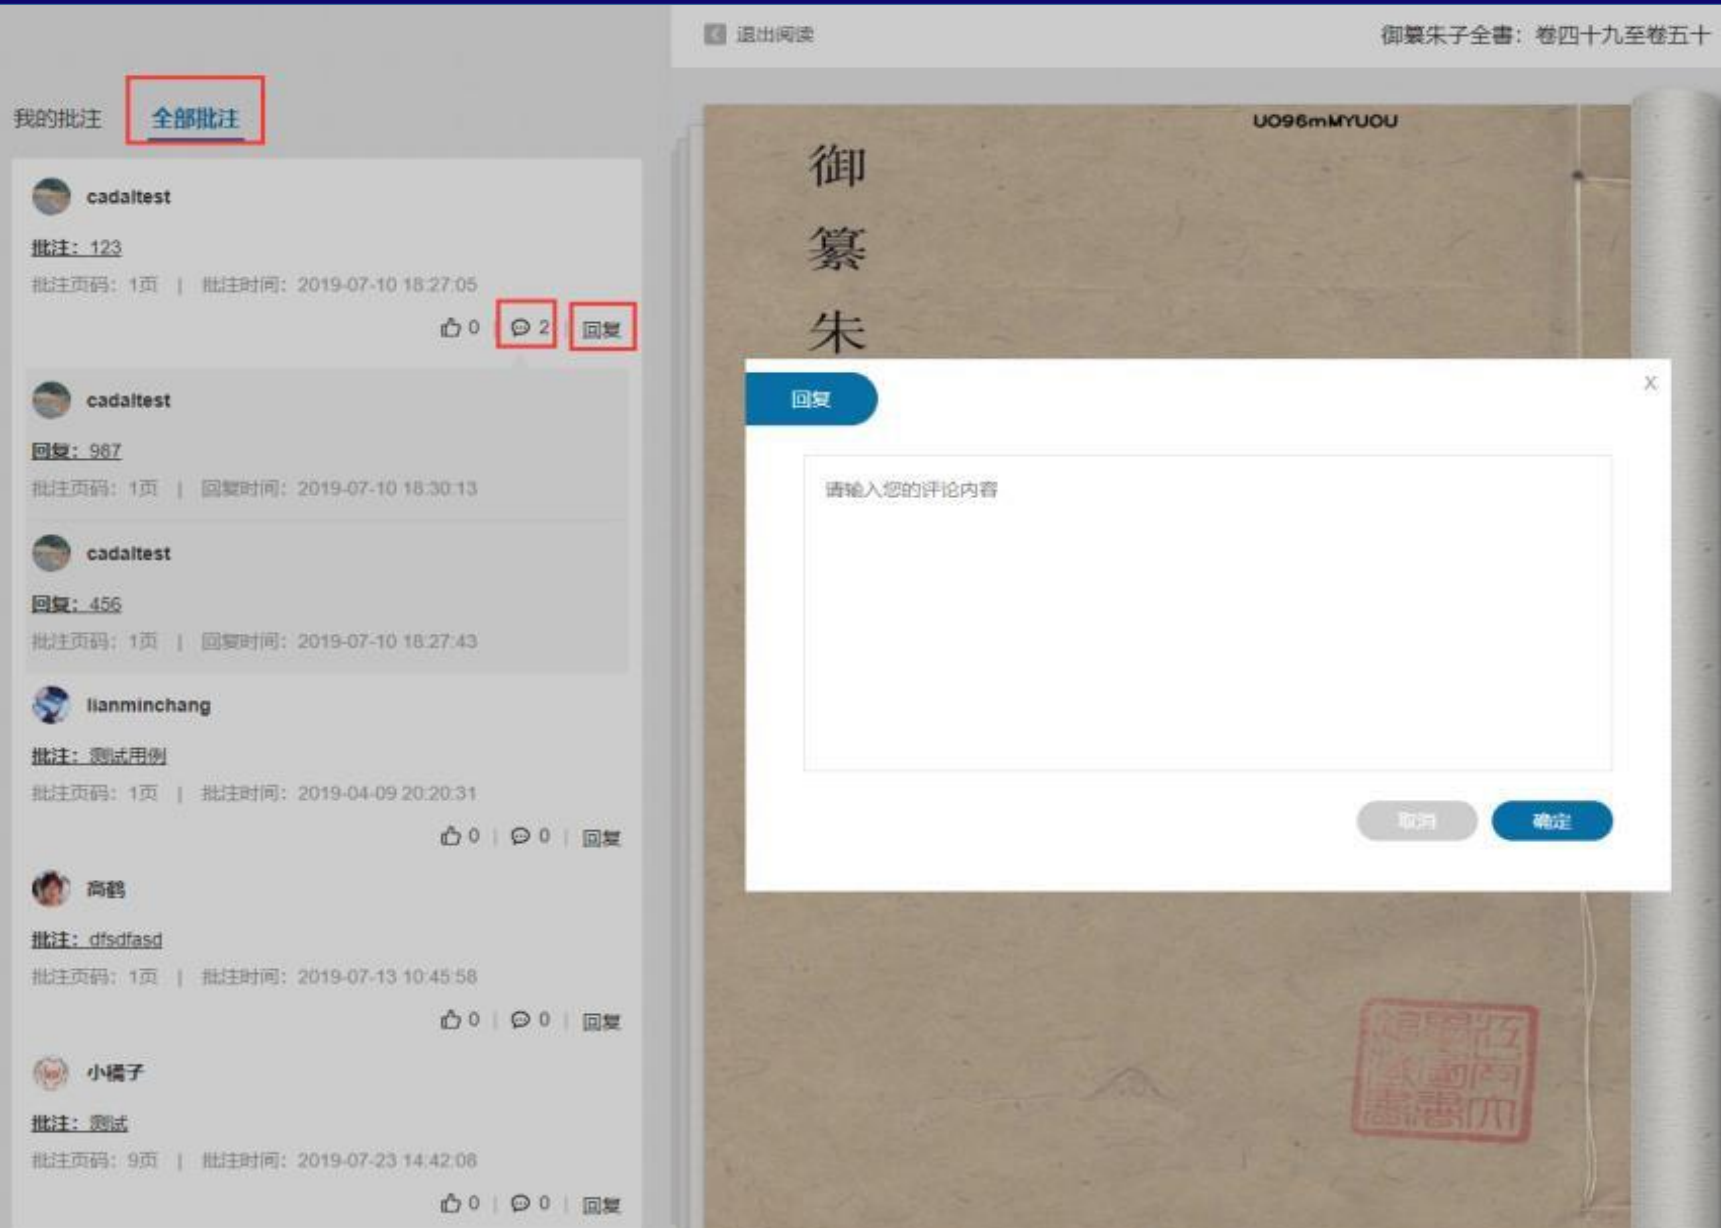 退出阅读
御纂朱子全書：卷四十九至卷五十
我的批注 全部批注
cadaltest
批注：123
批注页码：1页 | 批注时间：2019-07-10 18:27:05
0 | 2 | 回复
cadaltest
回复：987
批注页码：1页 | 回复时间：2019-07-10 18:30:13
cadaltest
回复：456
批注页码：1页 | 回复时间：2019-07-10 18:27:43
lianminchang
批注：测试用例
批注页码：1页 | 批注时间：2019-04-09 20:20:31
0 | 0 | 回复
高鹤
批注：dfsdfasd
批注页码：1页 | 批注时间：2019-07-13 10:45:58
0 | 0 | 回复
小橘子
批注：测试
批注页码：9页 | 批注时间：2019-07-23 14:42:08
0 | 0 | 回复
UO96mMYUOU
御纂朱
回复
X
请输入您的评论内容
取消 确定